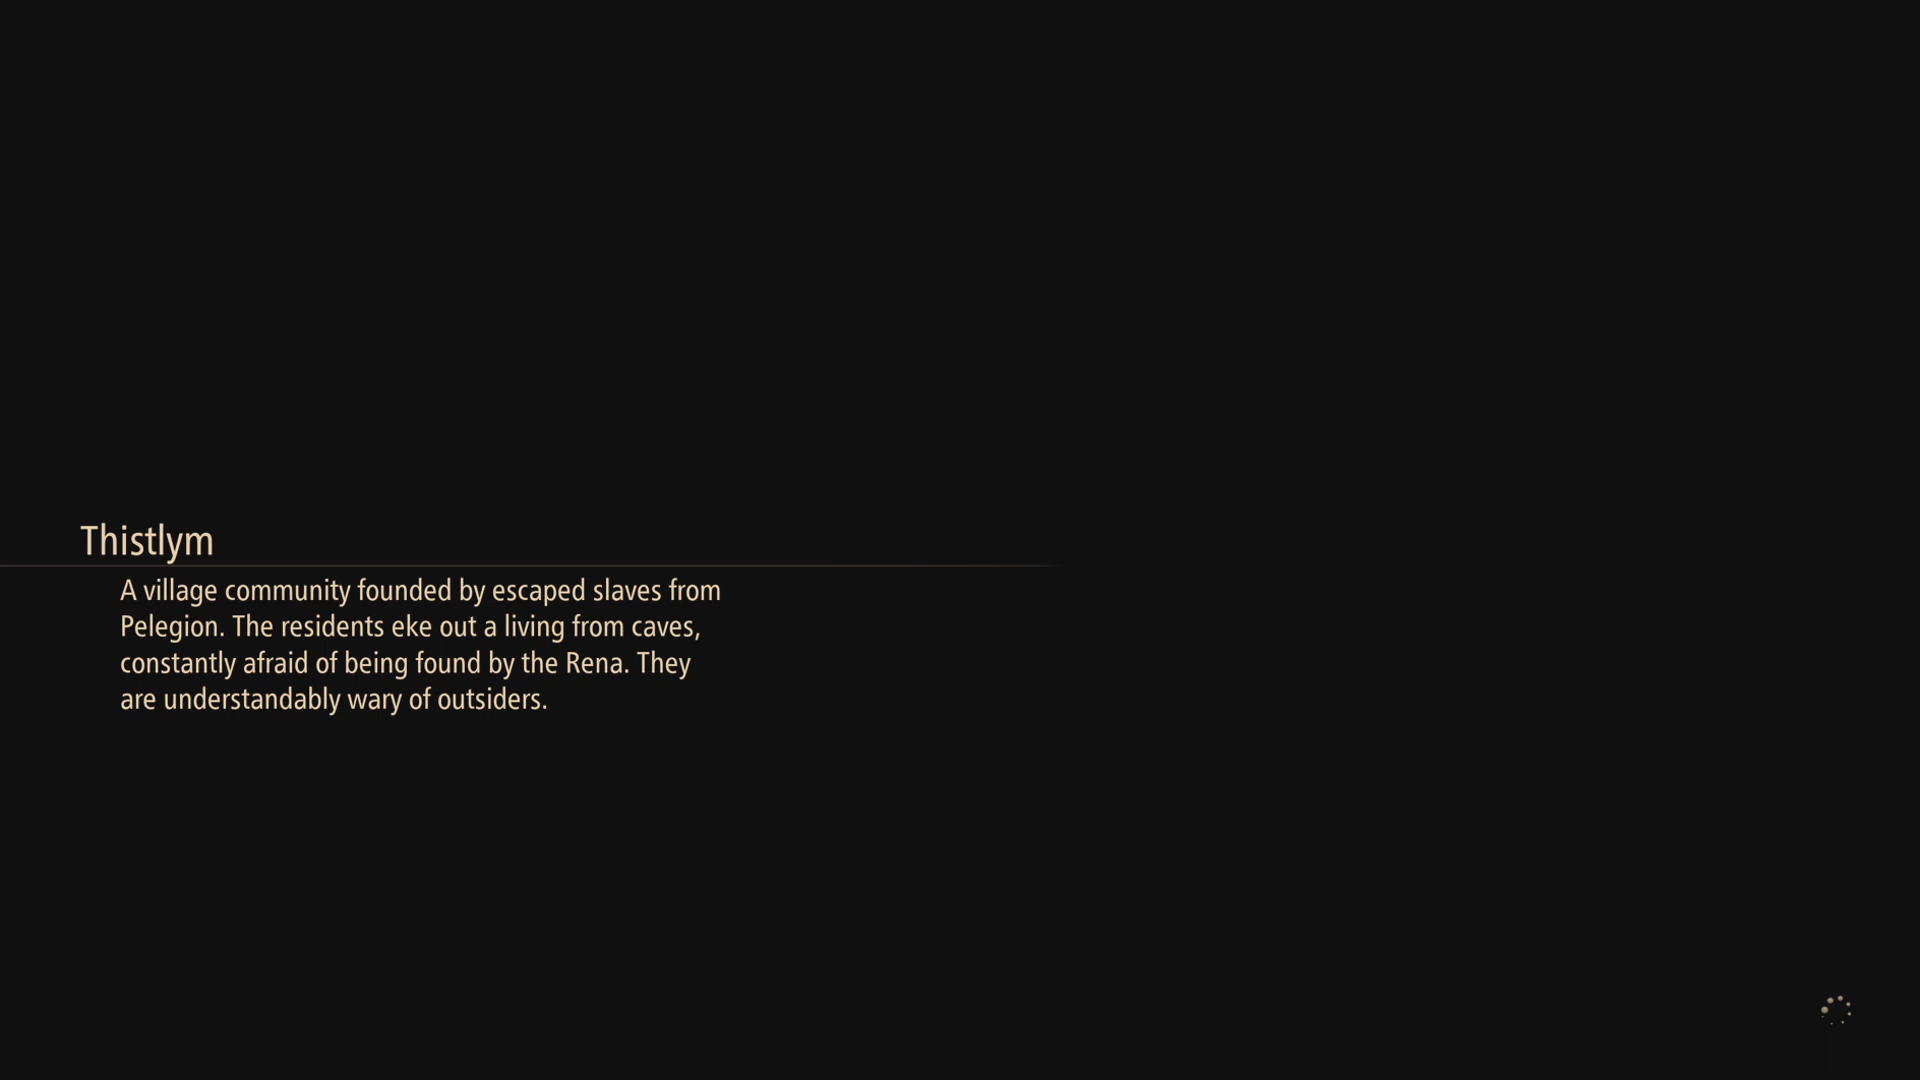 Thistlym
A village community founded by escaped slaves from
Pelegion. The residents eke out a living from caves,
constantly afraid of being found by the Rena. They
are understandably wary of outsiders.